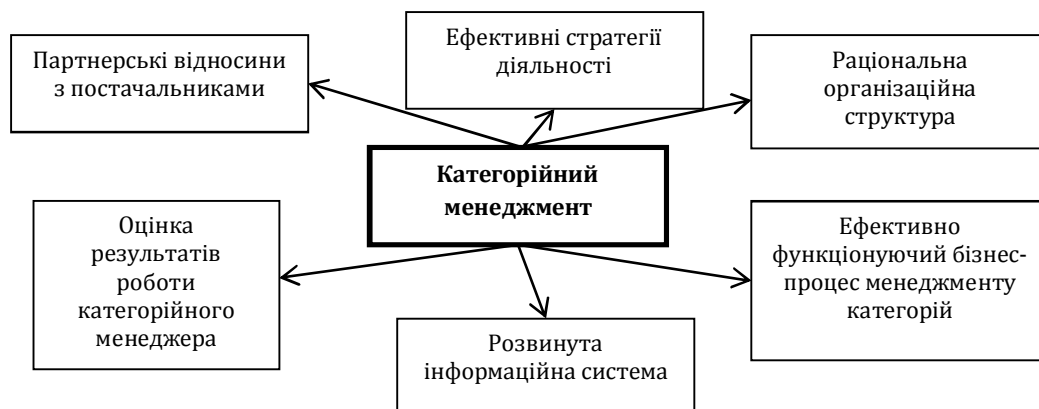 Партнерські відносини
з постачальниками
Ефективні стратегії
діяльності
Раціональна
організаційна
структура
Категорійний
менеджмент
Оцінка
результатів
роботи
категорійного
менеджера
Розвинута
інформаційна система
Ефективно
функціонуючий бізнес-
процес менеджменту
категорій